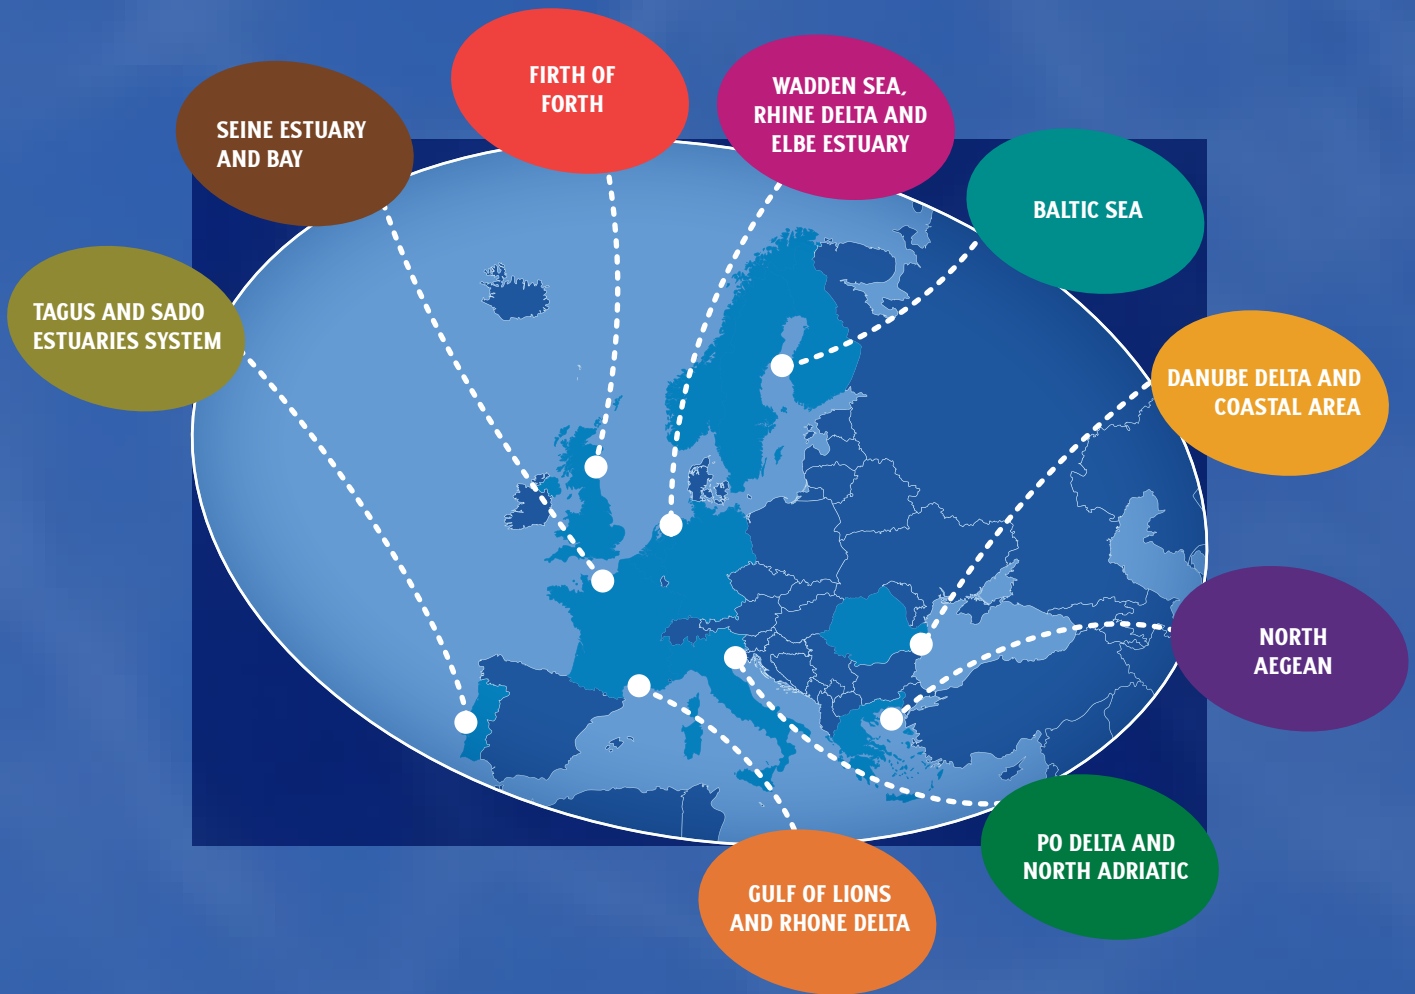 FIRTH OF
FORTH
WADDEN SEA,
RHINE DELTA AND
ELBE ESTUARY
SEINE ESTUARY
AND BAY
BALTIC SEA
TAGUS AND SADO
ESTUARIES SYSTEM
DANUBE DELTA AND
COASTAL AREA
NORTH
AEGEAN
PO DELTA AND
NORTH ADRIATIC
GULF OF LIONS
AND RHONE DELTA